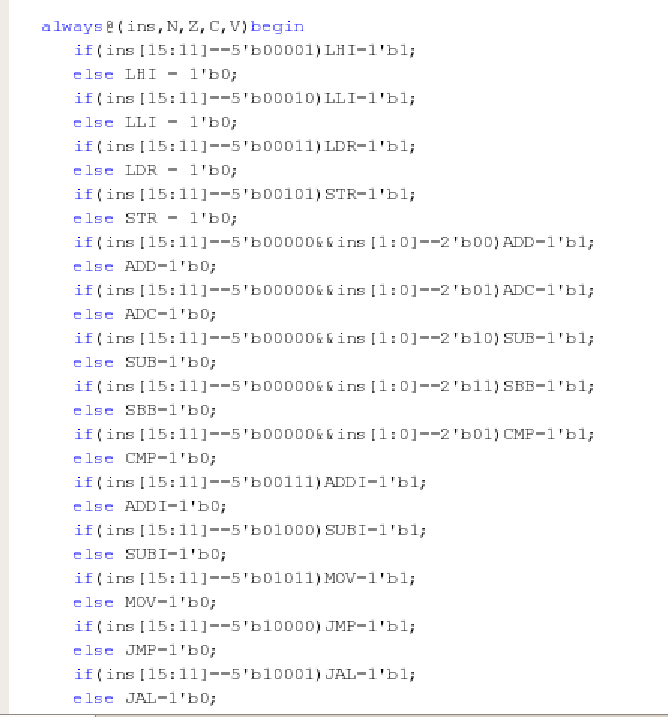 always@(ins,N,Z,C,V)begin
if(ins[15:11]==5'b00001)LHI=1'b1;
else LHI = 1'b0;
if(ins[15:11]==5'b00010)LLI=1'b1;
else LLI = 1'b0;
if(ins[15:11]==5'b00011)LDR=1'b1;
else LDR = 1'b0;
if(ins[15:11]==5'b00101)STR=1'b1;
else STR = 1'b0;
if(ins[15:11]==5'b00000&&ins[1:0]==2'b00)ADD=1'b1;
else ADD=1'b0;
if(ins[15:11]==5'b00000&&ins[1:0]==2'b01)ADC=1'b1;
else ADC=1'b0;
if(ins[15:11]==5'b00000&&ins[1:0]==2'b10)SUB=1'b1;
else SUB=1'b0;
if(ins[15:11]==5'b00000&&ins[1:0]==2'b11)SBB=1'b1;
else SBB=1'b0;
if(ins[15:11]==5'b00000&&ins[1:0]==2'b01)CMP=1'b1;
else CMP=1'b0;
if(ins[15:11]==5'b00111)ADDI=1'b1;
else ADDI=1'b0;
if(ins[15:11]==5'b01000)SUBI=1'b1;
else SUBI=1'b0;
if(ins[15:11]==5'b01011)MOV=1'b1;
else MOV=1'b0;
if(ins[15:11]==5'b10000)JMP=1'b1;
else JMP=1'b0;
if(ins[15:11]==5'b10001)JAL=1'b1;
else JAL=1'b0;